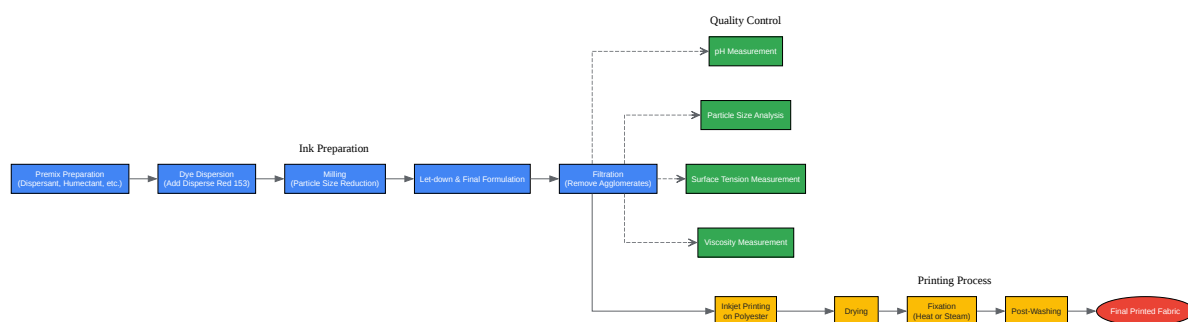 Quality Control
pH Measurement
Particle Size Analysis
Ink Preparation
Premix Preparation
(Dispersant, Humectant, etc.)
Dye Dispersion
(Add Disperse Red 153)
Milling
(Particle Size Reduction)
Let-down & Final Formulation
Filtration
(Remove Agglomerates)
Surface Tension Measurement
Viscosity Measurement
Printing Process
Inkjet Printing
on Polyester
Drying
Fixation
(Heat or Steam)
Post-Washing
Final Printed Fabric